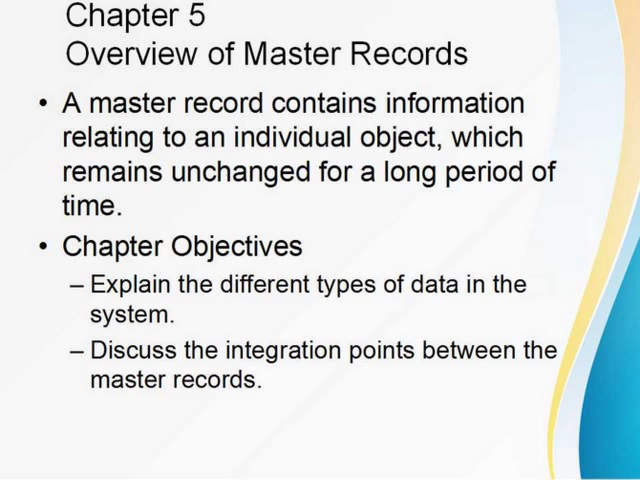 Chapter 5
Overview of Master Records
• A master record contains information
relating to an individual object, which
remains unchanged for a long period of
time.
• Chapter Objectives
– Explain the different types of data in the
system.
– Discuss the integration points between the
master records.